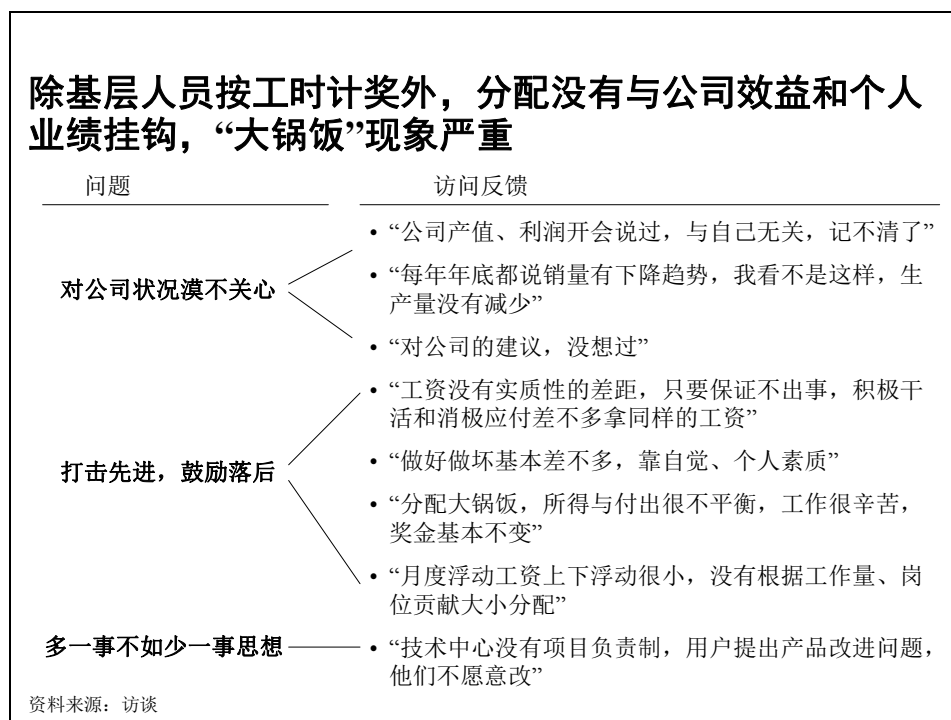 除基层人员按工时计奖外，分配没有与公司效益和个人
业绩挂钩，“大锅饭”现象严重
问题
访问反馈
对公司状况漠不关心
• “公司产值、利润开会说过，与自己无关，记不清了”
• “每年年底都说销量有下降趋势，我看不是这样，生
产量没有减少”
• “对公司的建议，没想过”
打击先进，鼓励落后
• “工资没有实质性的差距，只要保证不出事，积极干
活和消极应付差不多拿同样的工资”
• “做好做坏基本差不多，靠自觉、个人素质”
• “分配大锅饭，所得与付出很不平衡，工作很辛苦，
奖金基本不变”
• “月度浮动工资上下浮动很小，没有根据工作量、岗
位贡献大小分配”
多一事不如少一事思想
• “技术中心没有项目负责制，用户提出产品改进问题，
他们不愿意改”
资料来源：访谈